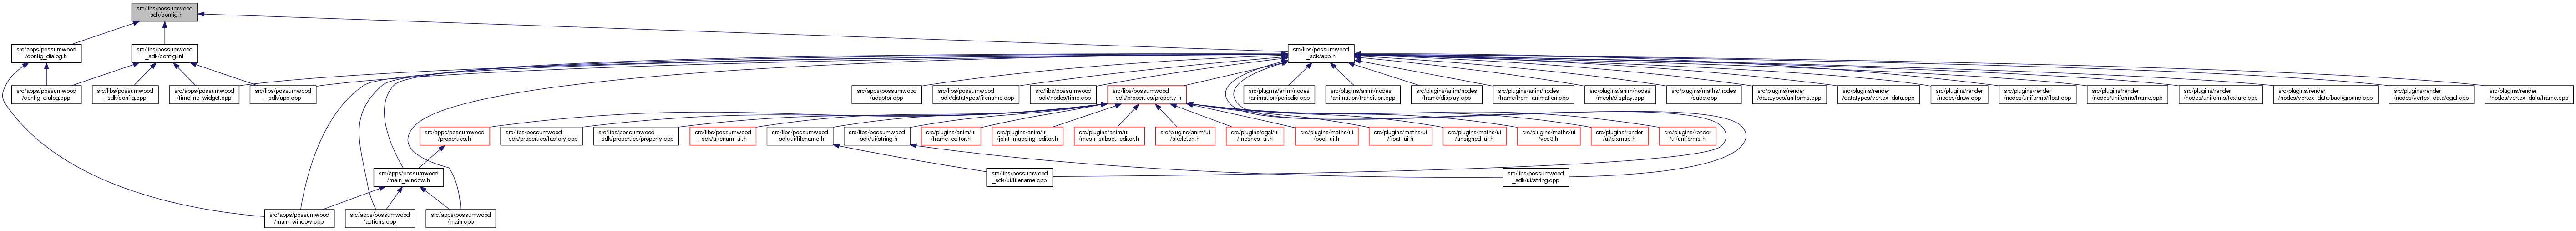 src/libs/possumwood
_sdk/config.h
src/apps/possumwood
/config_dialog.h
src/libs/possumwood
_sdk/config.inl
src/libs/possumwood
_sdk/app.h
src/apps/possumwood
/config_dialog.cpp
src/libs/possumwood
_sdk/config.cpp
src/apps/possumwood
/timeline_widget.cpp
src/libs/possumwood
_sdk/app.cpp
src/apps/possumwood
/adaptor.cpp
src/libs/possumwood
_sdk/datatypes/filename.cpp
src/libs/possumwood
_sdk/nodes/time.cpp
src/libs/possumwood
_sdk/properties/property.h
src/plugins/anim/nodes
/animation/periodic.cpp
src/plugins/anim/nodes
/animation/transition.cpp
src/plugins/anim/nodes
/frame/display.cpp
src/plugins/anim/nodes
/frame/from_animation.cpp
src/plugins/anim/nodes
/mesh/display.cpp
src/plugins/maths/nodes
/cube.cpp
src/plugins/render
/datatypes/uniforms.cpp
src/plugins/render
/datatypes/vertex_data.cpp
src/plugins/render
/nodes/draw.cpp
src/plugins/render
/nodes/uniforms/float.cpp
src/plugins/render
/nodes/uniforms/frame.cpp
src/plugins/render
/nodes/uniforms/texture.cpp
src/plugins/render
/nodes/vertex_data/background.cpp
src/plugins/render
/nodes/vertex_data/cgal.cpp
src/plugins/render
/nodes/vertex_data/frame.cpp
src/apps/possumwood
/properties.h
src/libs/possumwood
_sdk/properties/factory.cpp
src/libs/possumwood
_sdk/properties/property.cpp
src/libs/possumwood
_sdk/ui/enum_ui.h
src/libs/possumwood
_sdk/ui/filename.h
src/libs/possumwood
_sdk/ui/string.h
src/plugins/anim/ui
/frame_editor.h
src/plugins/anim/ui
/joint_mapping_editor.h
src/plugins/anim/ui
/mesh_subset_editor.h
src/plugins/anim/ui
/skeleton.h
src/plugins/cgal/ui
/meshes_ui.h
src/plugins/maths/ui
/bool_ui.h
src/plugins/maths/ui
/float_ui.h
src/plugins/maths/ui
/unsigned_ui.h
src/plugins/maths/ui
/vec3.h
src/plugins/render
/ui/pixmap.h
src/plugins/render
/ui/uniforms.h
src/apps/possumwood
/main_window.h
src/libs/possumwood
_sdk/ui/filename.cpp
src/libs/possumwood
_sdk/ui/string.cpp
src/apps/possumwood
/main_window.cpp
src/apps/possumwood
/actions.cpp
src/apps/possumwood
/main.cpp